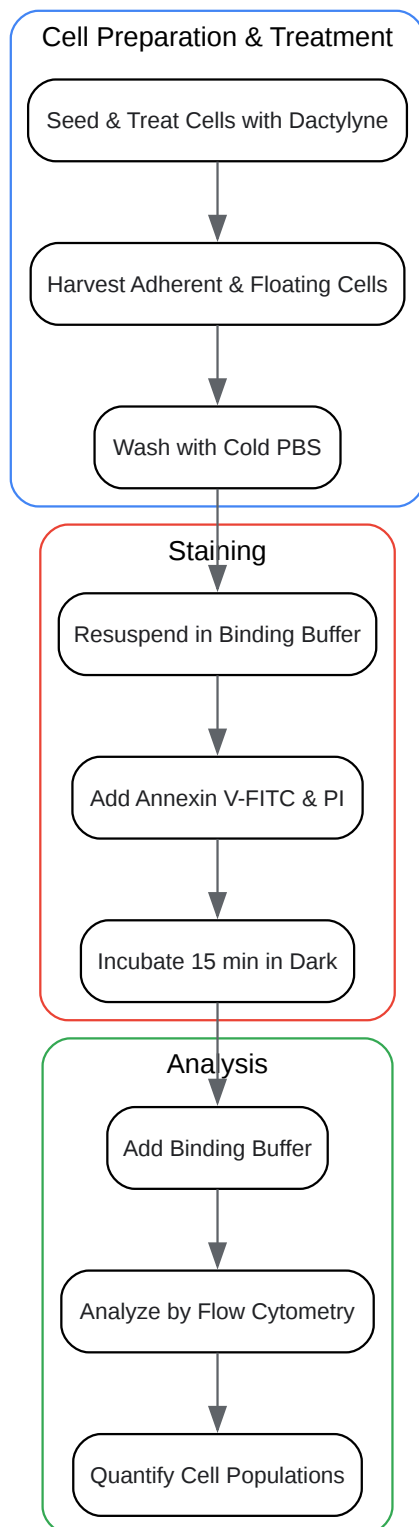 Cell Preparation & Treatment
Seed & Treat Cells with Dactylyne
Harvest Adherent & Floating Cells
Wash with Cold PBS
Staining
Resuspend in Binding Buffer
Add Annexin V-FITC & PI
Incubate 15 min in Dark
Analysis
Add Binding Buffer
Analyze by Flow Cytometry
Quantify Cell Populations